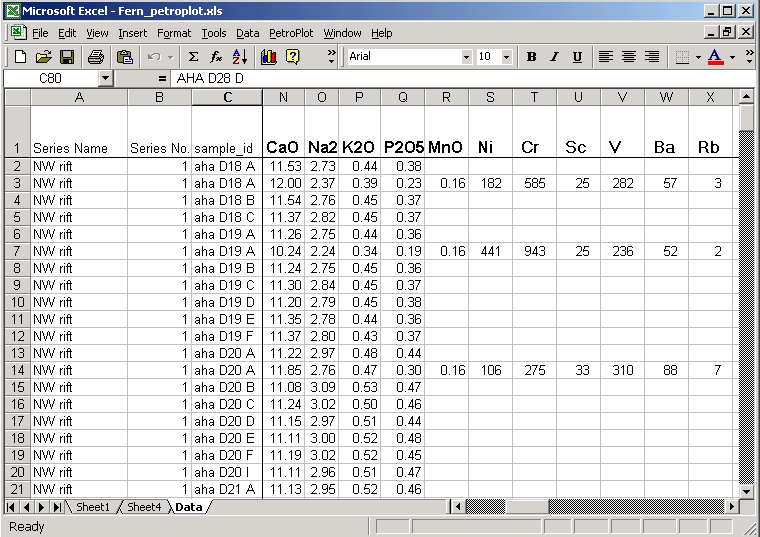 Microsoft Excel - Fern_petroplot.xls
File Edit View Insert Format Tools Data PetroPlot Window Help
Σ fx » Arial 10 B I U A »
C80 = AHA D28 D
A B C N O P Q R S T U V W X
1 Series Name Series No. sample_id CaO Na2 K2O P2O5 MnO Ni Cr Sc V Ba Rb
2 NW rift 1 aha D18 A 11.53 2.73 0.44 0.38
3 NW rift 1 aha D18 A 12.00 2.37 0.39 0.23 0.16 182 585 25 282 57 3
4 NW rift 1 aha D18 B 11.54 2.76 0.45 0.37
5 NW rift 1 aha D18 C 11.37 2.82 0.45 0.37
6 NW rift 1 aha D19 A 11.26 2.75 0.44 0.36
7 NW rift 1 aha D19 A 10.24 2.24 0.34 0.19 0.16 441 943 25 236 52 2
8 NW rift 1 aha D19 B 11.24 2.75 0.45 0.36
9 NW rift 1 aha D19 C 11.30 2.84 0.45 0.37
10 NW rift 1 aha D19 D 11.20 2.79 0.45 0.38
11 NW rift 1 aha D19 E 11.35 2.78 0.44 0.36
12 NW rift 1 aha D19 F 11.37 2.80 0.43 0.37
13 NW rift 1 aha D20 A 11.22 2.97 0.48 0.44
14 NW rift 1 aha D20 A 11.85 2.76 0.47 0.30 0.16 106 275 33 310 88 7
15 NW rift 1 aha D20 B 11.08 3.09 0.53 0.47
16 NW rift 1 aha D20 C 11.24 3.02 0.50 0.46
17 NW rift 1 aha D20 D 11.15 2.97 0.51 0.44
18 NW rift 1 aha D20 E 11.11 3.00 0.52 0.48
19 NW rift 1 aha D20 F 11.19 3.02 0.52 0.45
20 NW rift 1 aha D20 I 11.11 2.96 0.51 0.47
21 NW rift 1 aha D21 A 11.13 2.95 0.52 0.46
Sheet1 Sheet4 Data
Ready